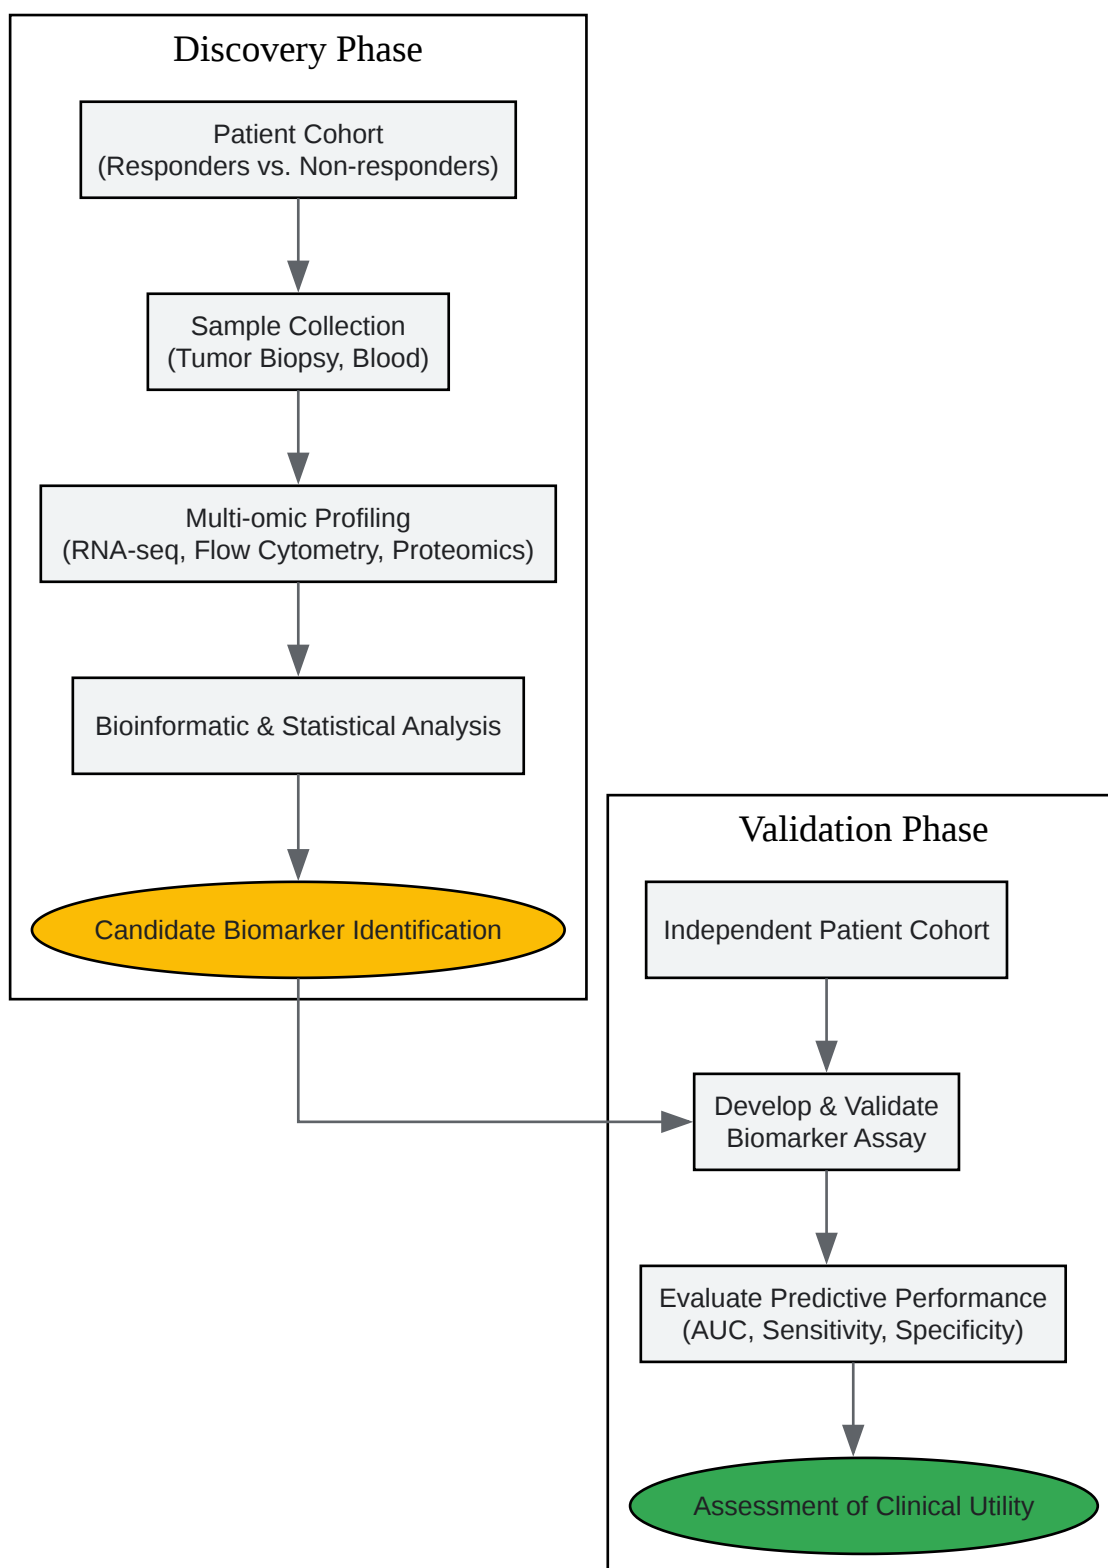 Discovery Phase
Patient Cohort
(Responders vs. Non-responders)
Sample Collection
(Tumor Biopsy, Blood)
Multi-omic Profiling
(RNA-seq, Flow Cytometry, Proteomics)
Bioinformatic & Statistical Analysis
Candidate Biomarker Identification
Validation Phase
Independent Patient Cohort
Develop & Validate
Biomarker Assay
Evaluate Predictive Performance
(AUC, Sensitivity, Specificity)
Assessment of Clinical Utility